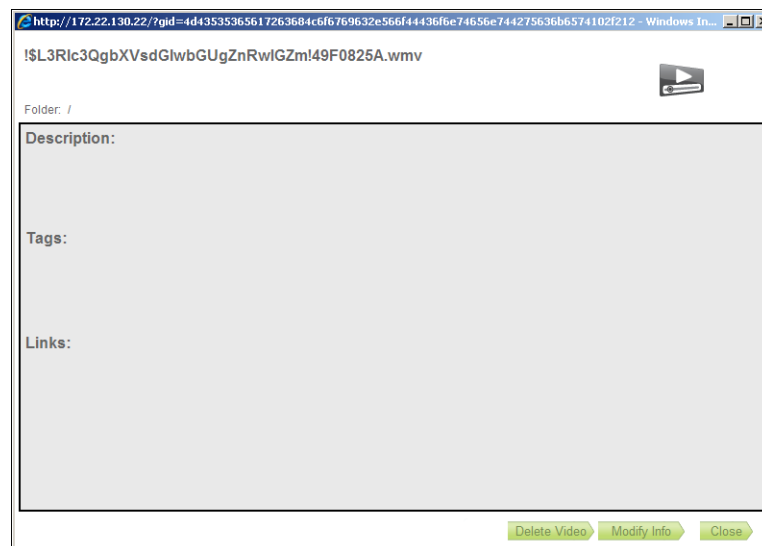 http://172.22.130.22/?gid=4d43535365617263684c6f6769632e566f44436f6e74656e744275636b6574102f212 - Windows In...
!$L3Rlc3QgbXVsdGlwbGUgZnRwIGZm!49F0825A.wmv
Folder: /
Description:
Tags:
Links:
Delete Video
Modify Info
Close